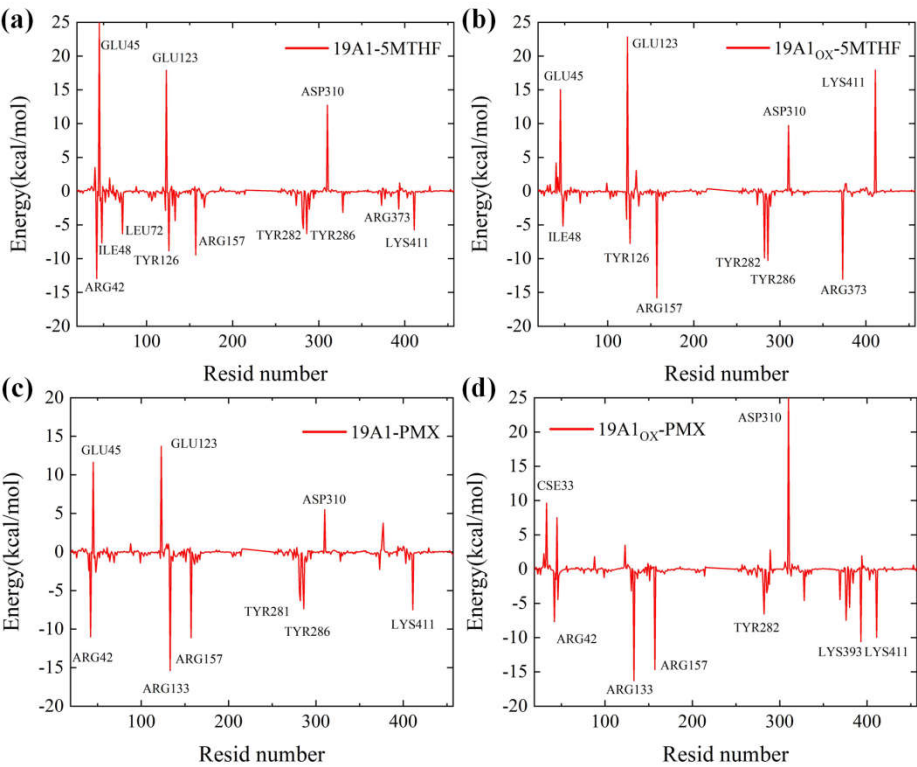 (a)
25
20
15
10
5
0
-5
-10
-15
-20
Energy(kcal/mol)
GLU45
GLU123
19A1-5MTHF
ASP310
ILE48
LEU72
TYR126
ARG42
ARG157
TYR282
TYR286
ARG373
LYS411
100
200
300
400
Resid number
(b)
25
20
15
10
5
0
-5
-10
-15
-20
Energy(kcal/mol)
GLU123
19A1OX-5MTHF
GLU45
LYS411
ASP310
ILE48
TYR126
TYR282
TYR286
ARG157
ARG373
100
200
300
400
Resid number
(c)
20
15
10
5
0
-5
-10
-15
-20
Energy(kcal/mol)
GLU45
GLU123
19A1-PMX
ASP310
TYR281
TYR286
LYS411
ARG42
ARG157
ARG133
100
200
300
400
Resid number
(d)
25
20
15
10
5
0
-5
-10
-15
-20
Energy(kcal/mol)
ASP310
19A1OX-PMX
CSE33
ARG42
TYR282
ARG157
ARG133
LYS393
LYS411
100
200
300
400
Resid number